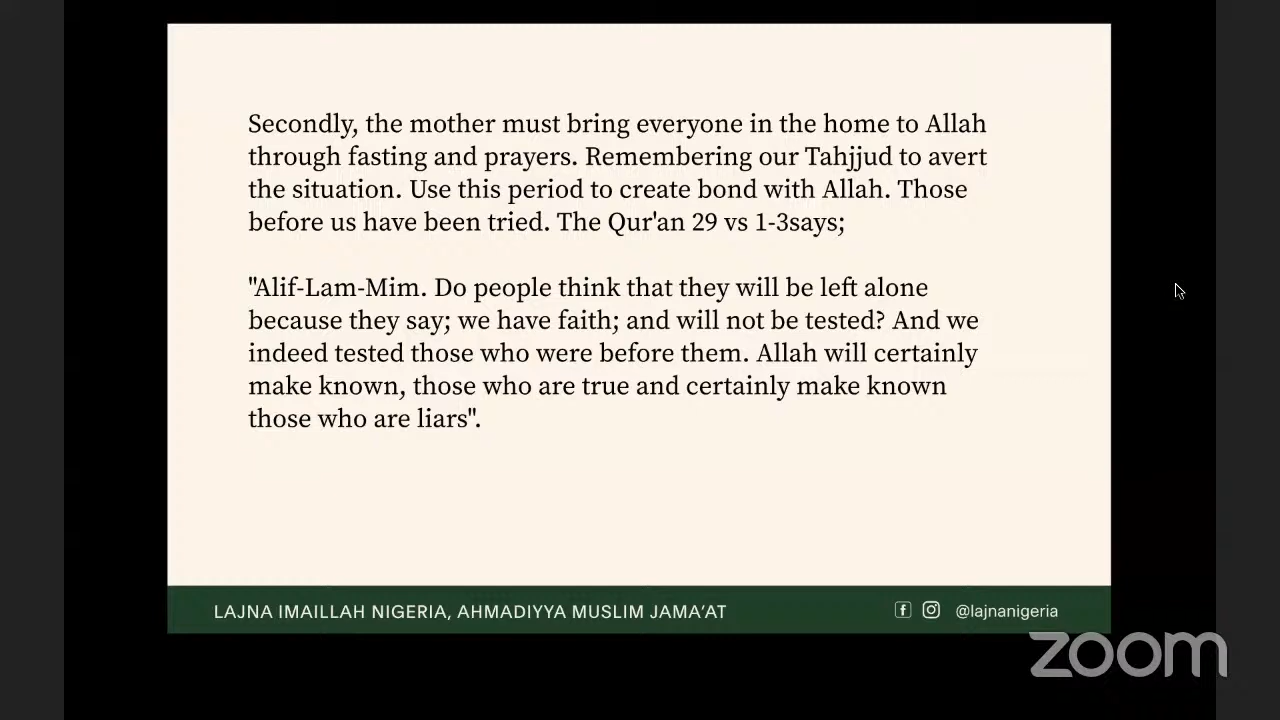 Secondly, the mother must bring everyone in the home to Allah
through fasting and prayers. Remembering our Tahjjud to avert
the situation. Use this period to create bond with Allah. Those
before us have been tried. The Qur'an 29 vs 1-3says;
"Alif-Lam-Mim. Do people think that they will be left alone
because they say; we have faith; and will not be tested? And we
indeed tested those who were before them. Allah will certainly
make known, those who are true and certainly make known
those who are liars".
LAJNA IMAILLAH NIGERIA, AHMADIYYA MUSLIM JAMA'AT
@lajnanigeria
zoom